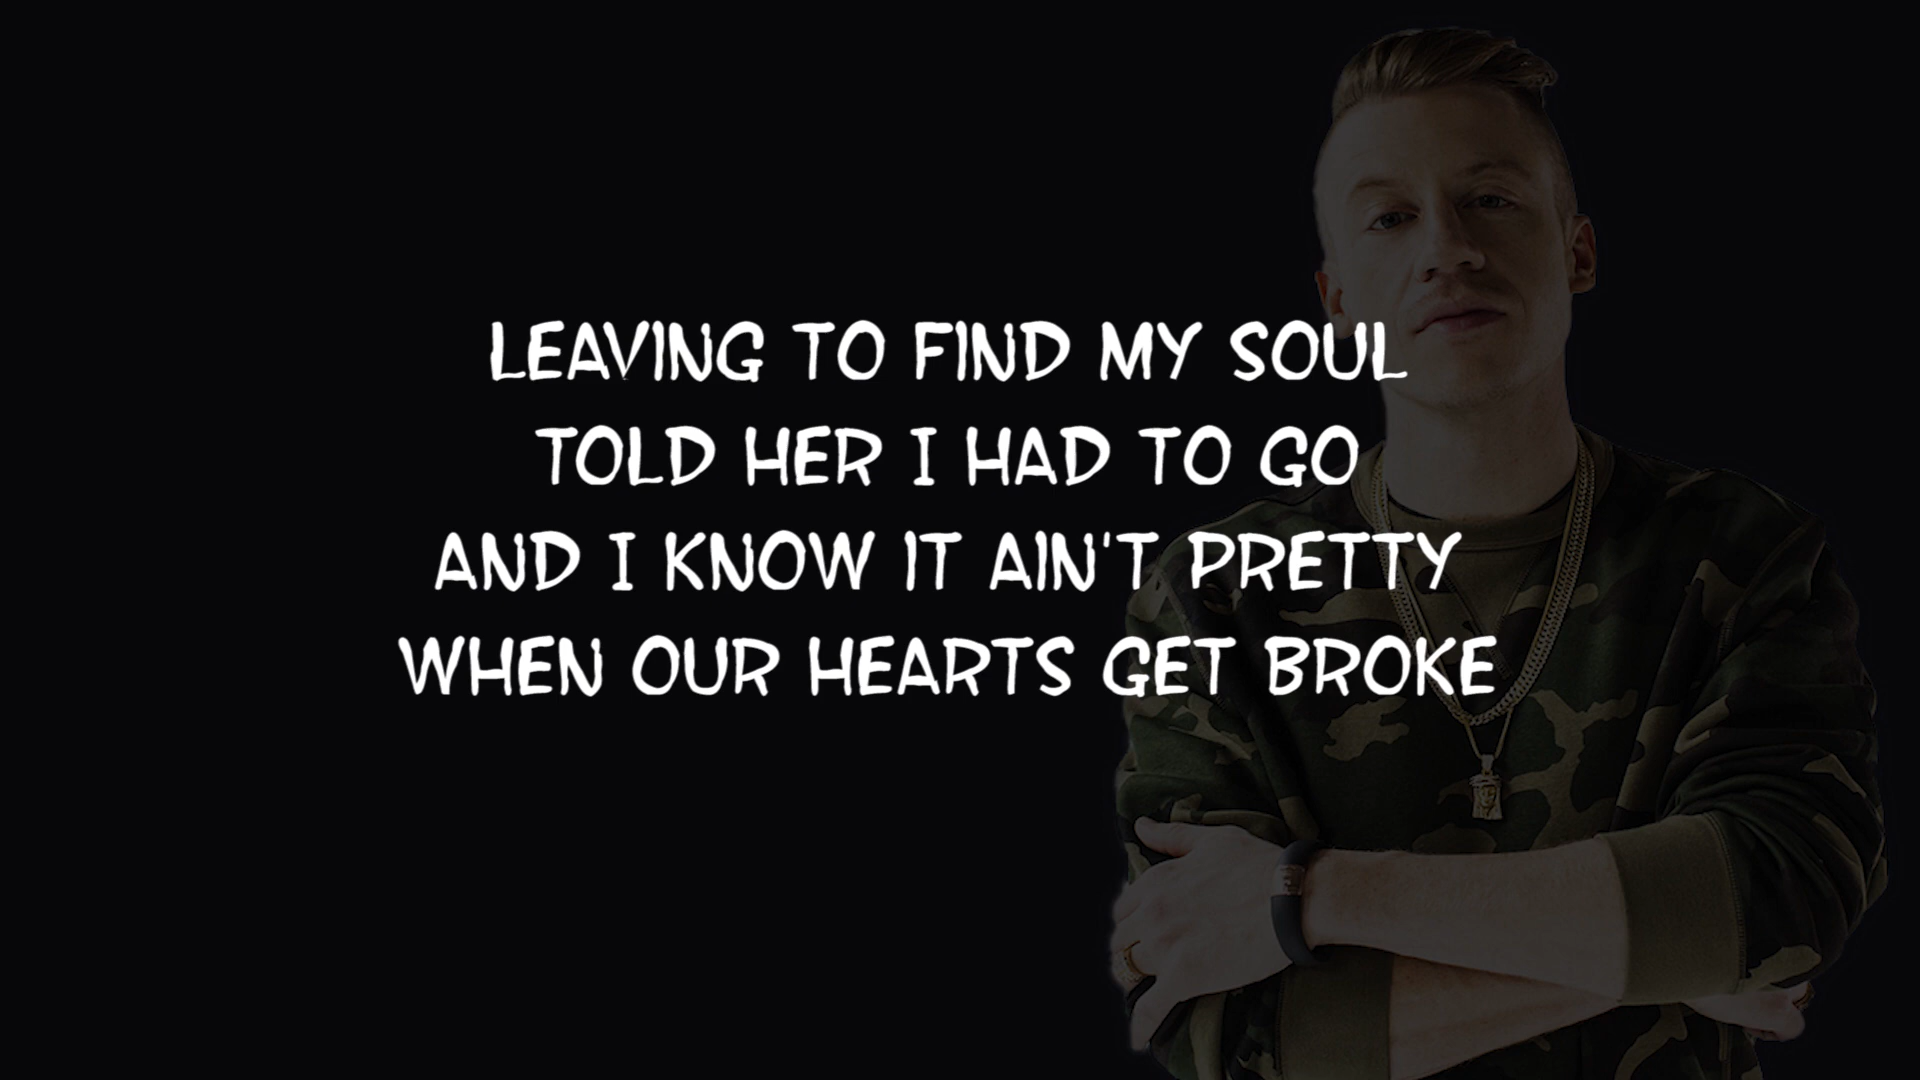 LEAVING TO FIND MY SOUL
TOLD HER I HAD TO GO
AND I KNOW IT AIN'T PRETTY
WHEN OUR HEARTS GET BROKE